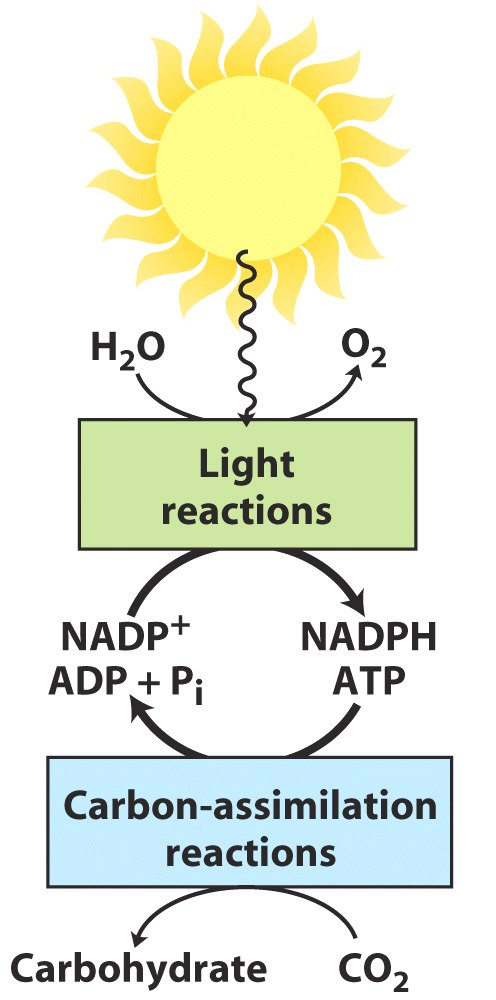 H₂O
O₂
Light
reactions
NADP⁺
NADPH
ADP + Pᵢ
ATP
Carbon-assimilation
reactions
Carbohydrate
CO₂